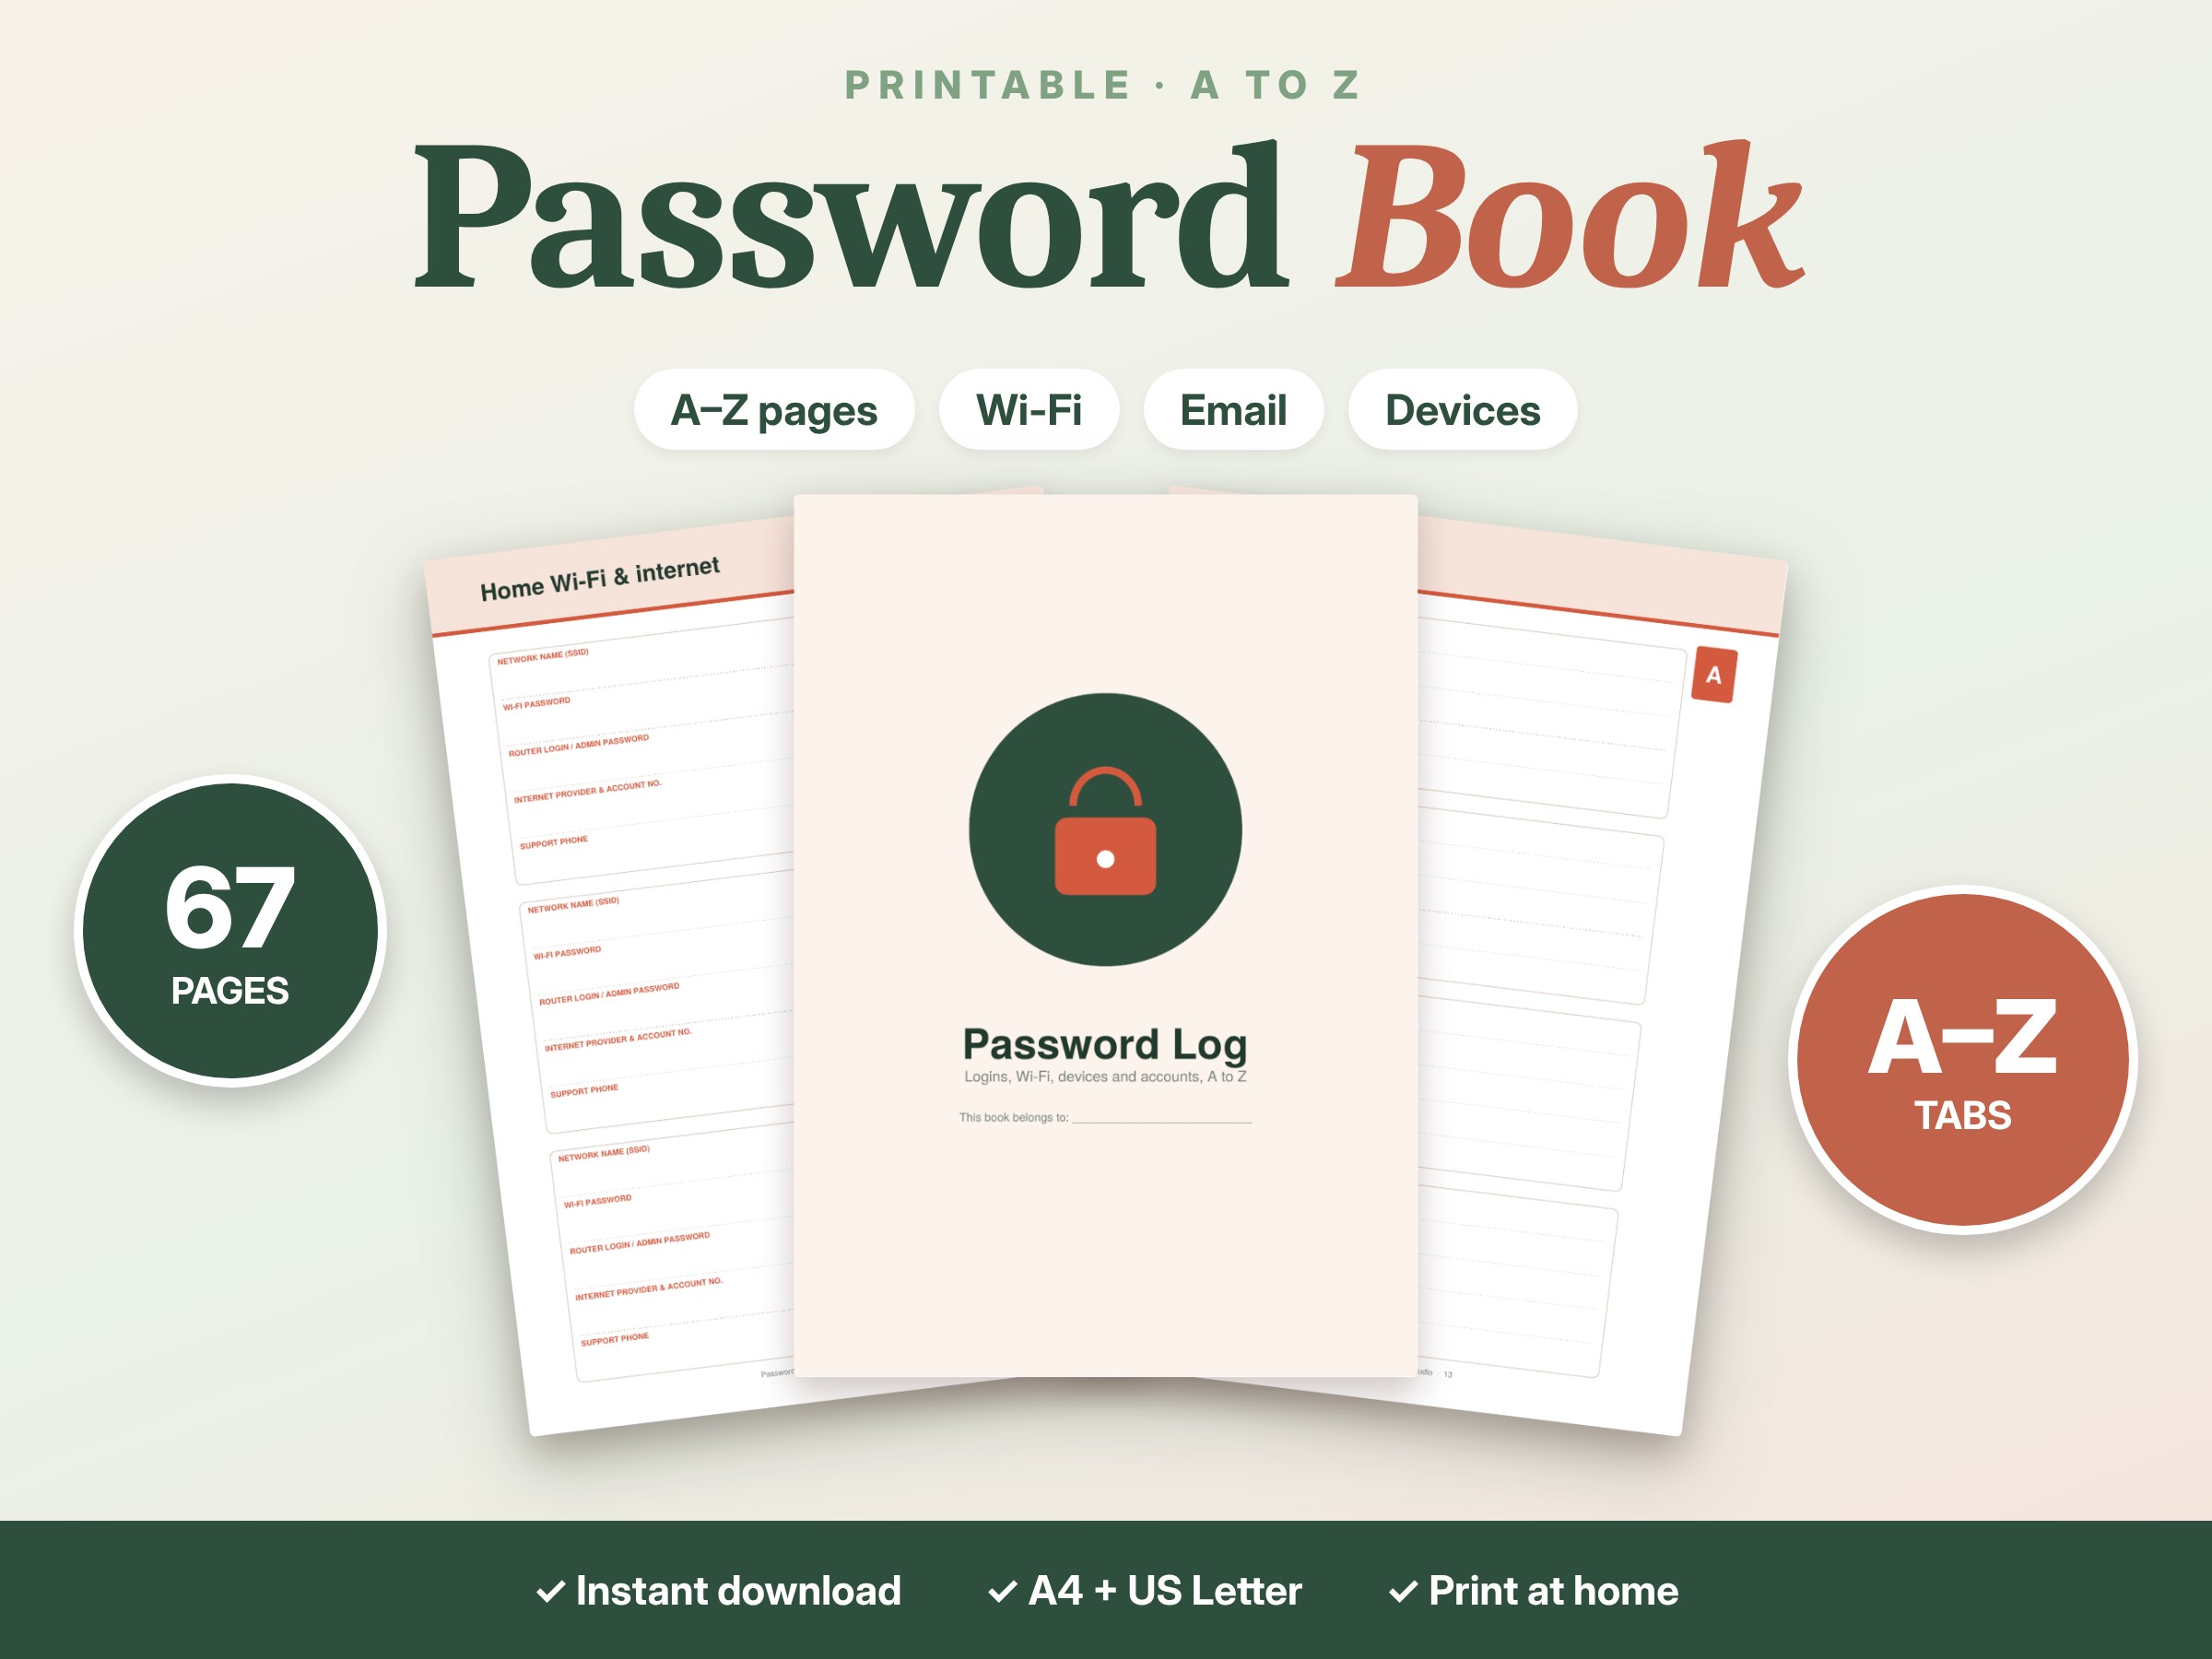 PRINTABLE · A TO Z
Password Book
A–Z pages
Wi-Fi
Email
Devices
Home Wi-Fi & internet
NETWORK NAME (SSID)
WI-FI PASSWORD
ROUTER LOGIN / ADMIN PASSWORD
INTERNET PROVIDER & ACCOUNT NO.
SUPPORT PHONE
NETWORK NAME (SSID)
WI-FI PASSWORD
ROUTER LOGIN / ADMIN PASSWORD
INTERNET PROVIDER & ACCOUNT NO.
SUPPORT PHONE
NETWORK NAME (SSID)
WI-FI PASSWORD
ROUTER LOGIN / ADMIN PASSWORD
INTERNET PROVIDER & ACCOUNT NO.
SUPPORT PHONE
Password Log
Logins, Wi-Fi, devices and accounts, A to Z
This book belongs to:
A
13
67
PAGES
A–Z
TABS
✓ Instant download
✓ A4 + US Letter
✓ Print at home